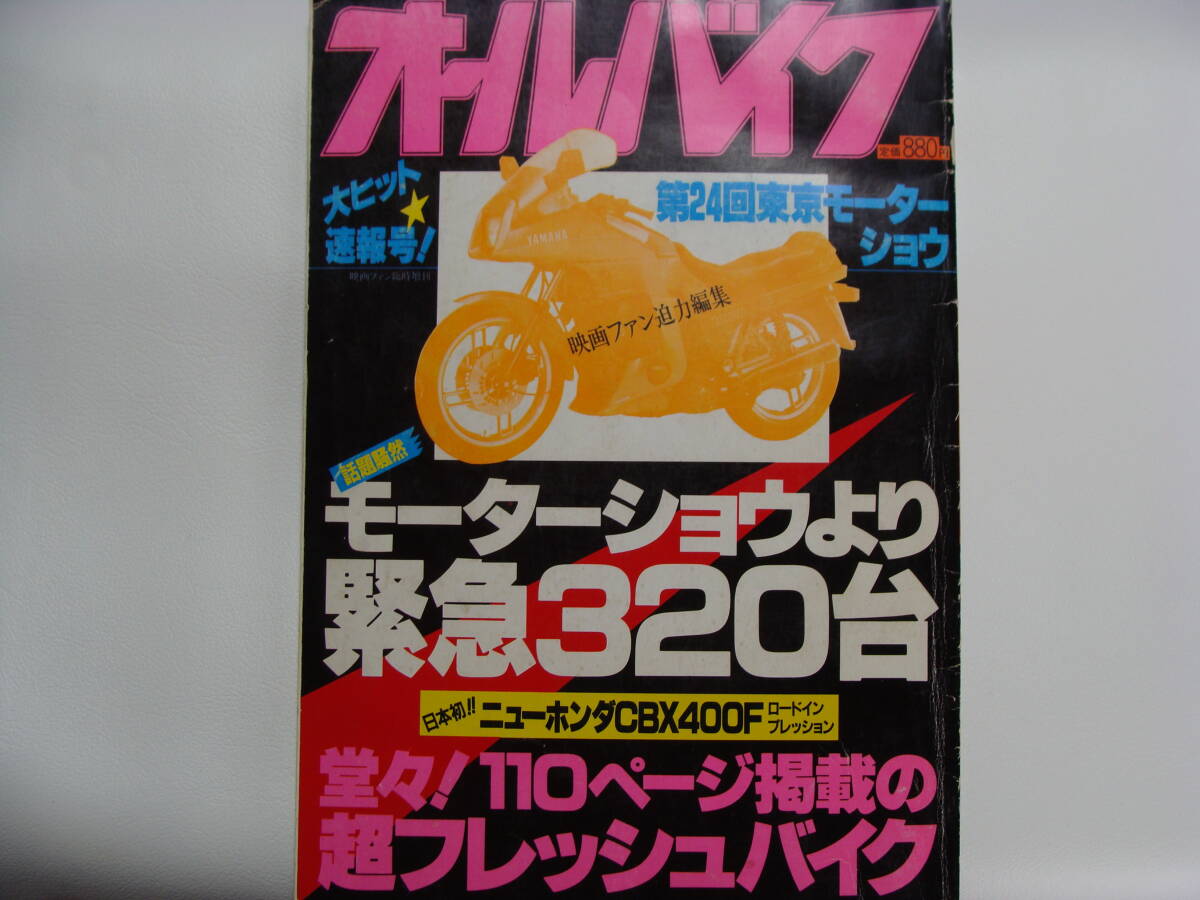 オールバイク
定価880円
大ヒット★
速報号!
映画ファン臨時増刊
第24回東京モーター
ショウ
YAMAHA
映画ファン迫力編集
話題騒然
モーターショウより
緊急320台
日本初!! ニューホンダCBX400F ロードイン
プレッション
堂々!110ページ掲載の
超フレッシュバイク